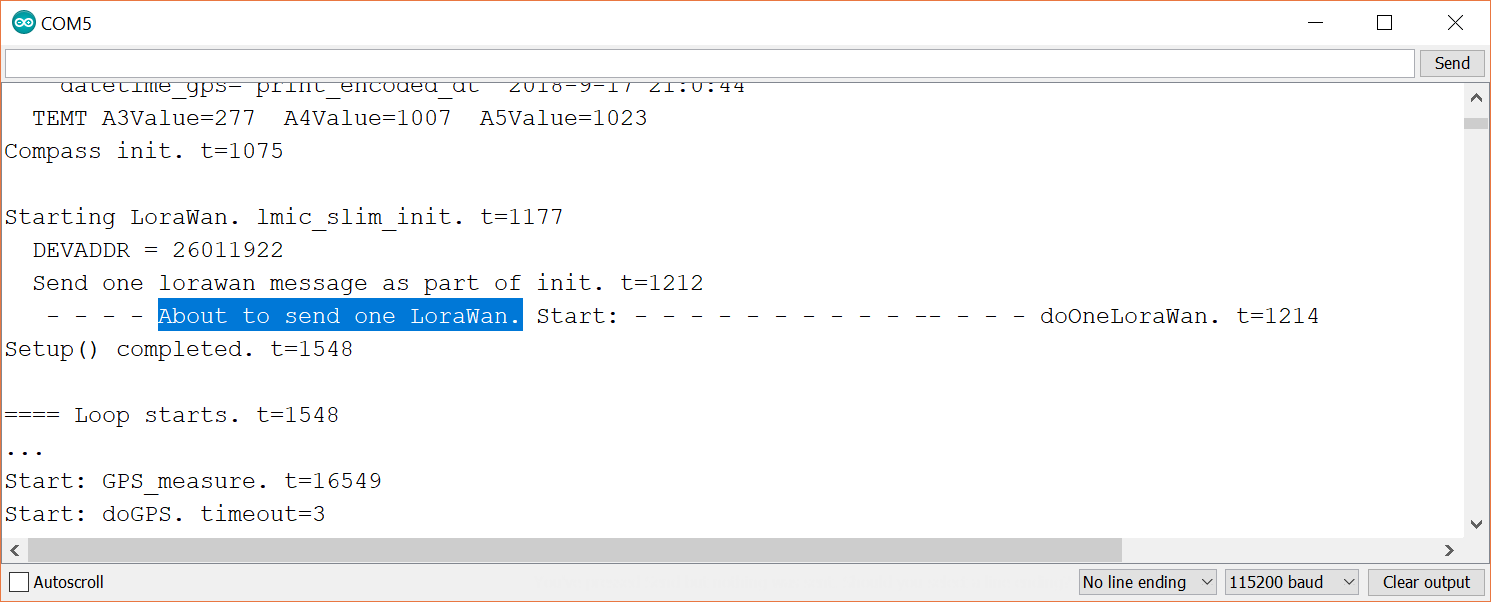 COM5
Send
datetime_gps= print_encoded_dt  2018-9-17 21:0:44
TEMT A3Value=277  A4Value=1007  A5Value=1023
Compass init. t=1075
Starting LoraWan. lmic_slim_init. t=1177
DEVADDR = 26011922
Send one lorawan message as part of init. t=1212
- - - - About to send one LoraWan. Start: - - - - - - - - - - -- - - - doOneLoraWan. t=1214
Setup() completed. t=1548
==== Loop starts. t=1548
...
Start: GPS_measure. t=16549
Start: doGPS. timeout=3
Autoscroll
No line ending
115200 baud
Clear output